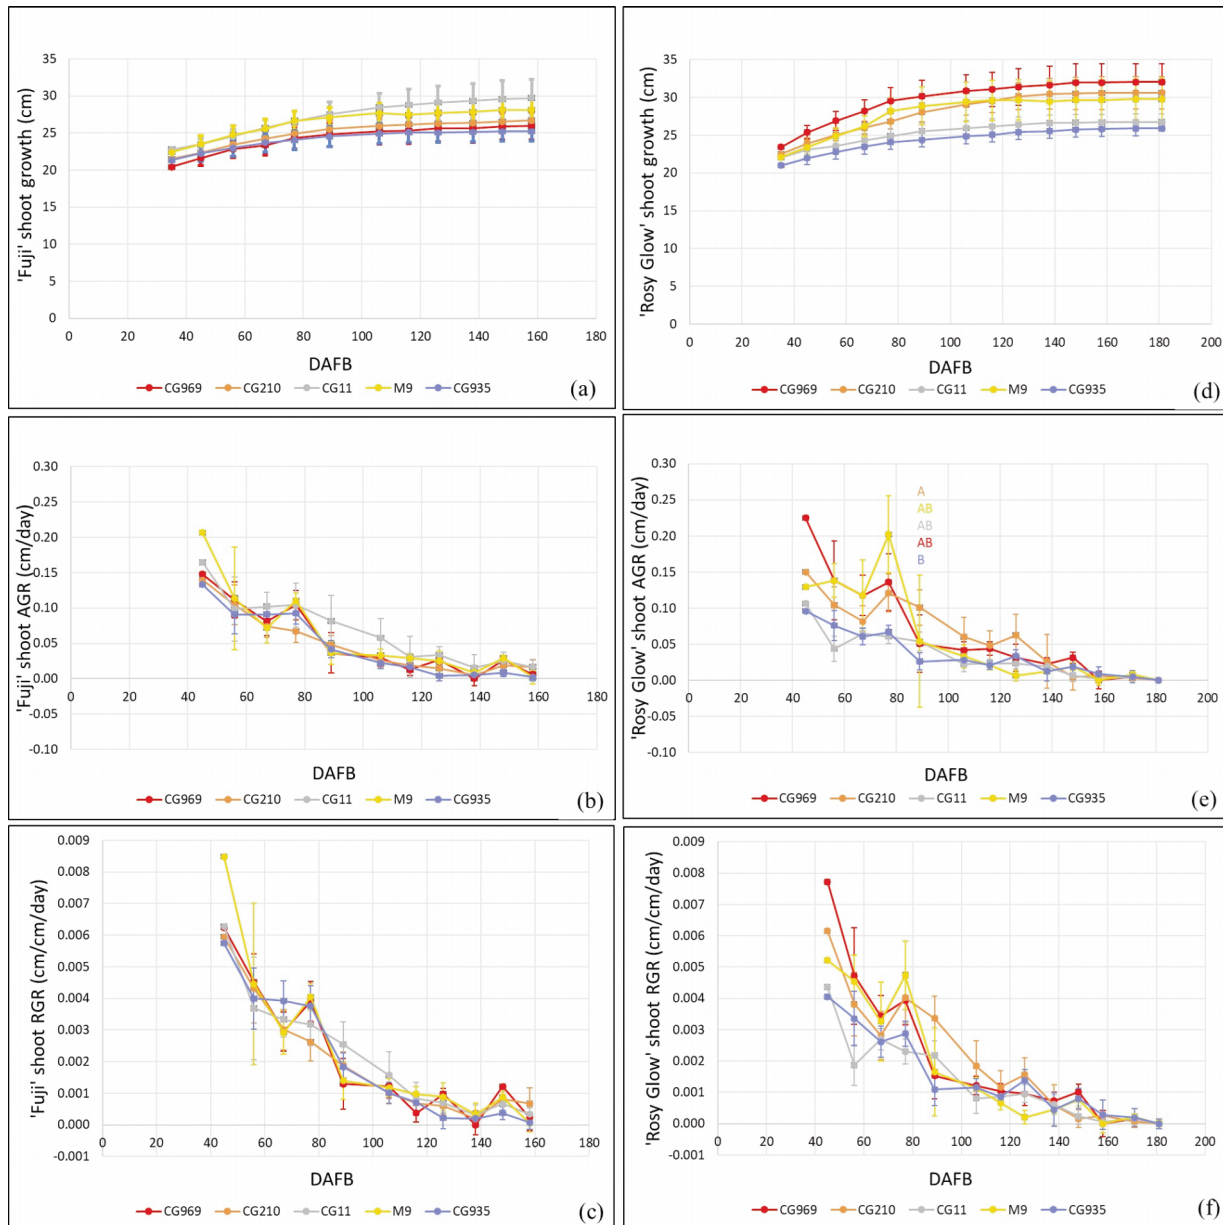 35
30
25
20
15
10
5
0
'Fuji' shoot growth (cm)
0 20 40 60 80 100 120 140 160 180
DAFB
CG969 CG210 CG11 M9 CG935
(a)
35
30
25
20
15
10
5
0
'Rosy Glow' shoot growth (cm)
0 20 40 60 80 100 120 140 160 180 200
DAFB
CG969 CG210 CG11 M9 CG935
(d)
0.30
0.25
0.20
0.15
0.10
0.05
0.00
-0.05
-0.10
'Fuji' shoot AGR (cm/day)
0 20 40 60 80 100 120 140 160 180
DAFB
CG969 CG210 CG11 M9 CG935
(b)
0.30
0.25
0.20
0.15
0.10
0.05
0.00
-0.05
-0.10
'Rosy Glow' shoot AGR (cm/day)
A
AB
AB
AB
B
0 20 40 60 80 100 120 140 160 180 200
DAFB
CG969 CG210 CG11 M9 CG935
(e)
0.009
0.008
0.007
0.006
0.005
0.004
0.003
0.002
0.001
0.000
-0.001
'Fuji' shoot RGR (cm/cm/day)
0 20 40 60 80 100 120 140 160 180
DAFB
CG969 CG210 CG11 M9 CG935
(c)
0.009
0.008
0.007
0.006
0.005
0.004
0.003
0.002
0.001
0.000
-0.001
'Rosy Glow' shoot RGR (cm/cm/day)
0 20 40 60 80 100 120 140 160 180 200
DAFB
CG969 CG210 CG11 M9 CG935
(f)